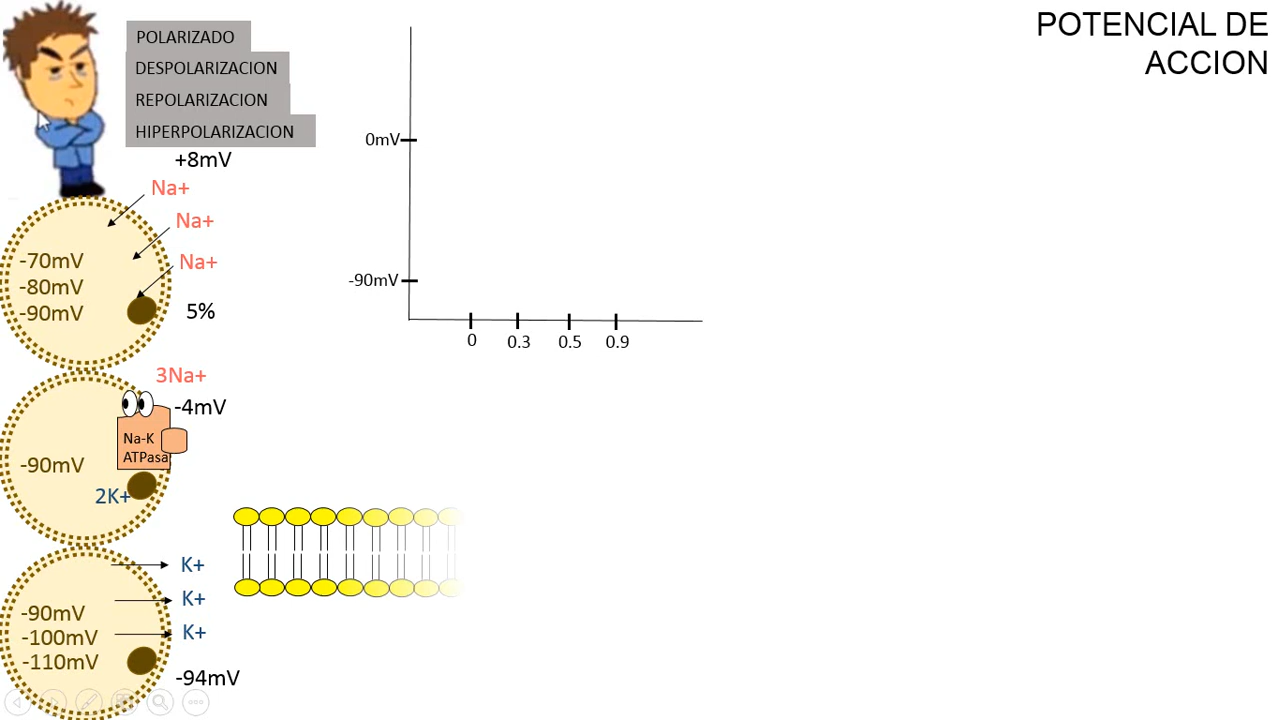 POTENCIAL DE
ACCION
POLARIZADO
DESPOLARIZACION
REPOLARIZACION
HIPERPOLARIZACION
+8mV
Na+
Na+
Na+
-70mV
-80mV
-90mV
5%
3Na+
-4mV
Na-K
ATPasa
-90mV
2K+
K+
K+
K+
-90mV
-100mV
-110mV
-94mV
0mV
-90mV
0 0.3 0.5 0.9